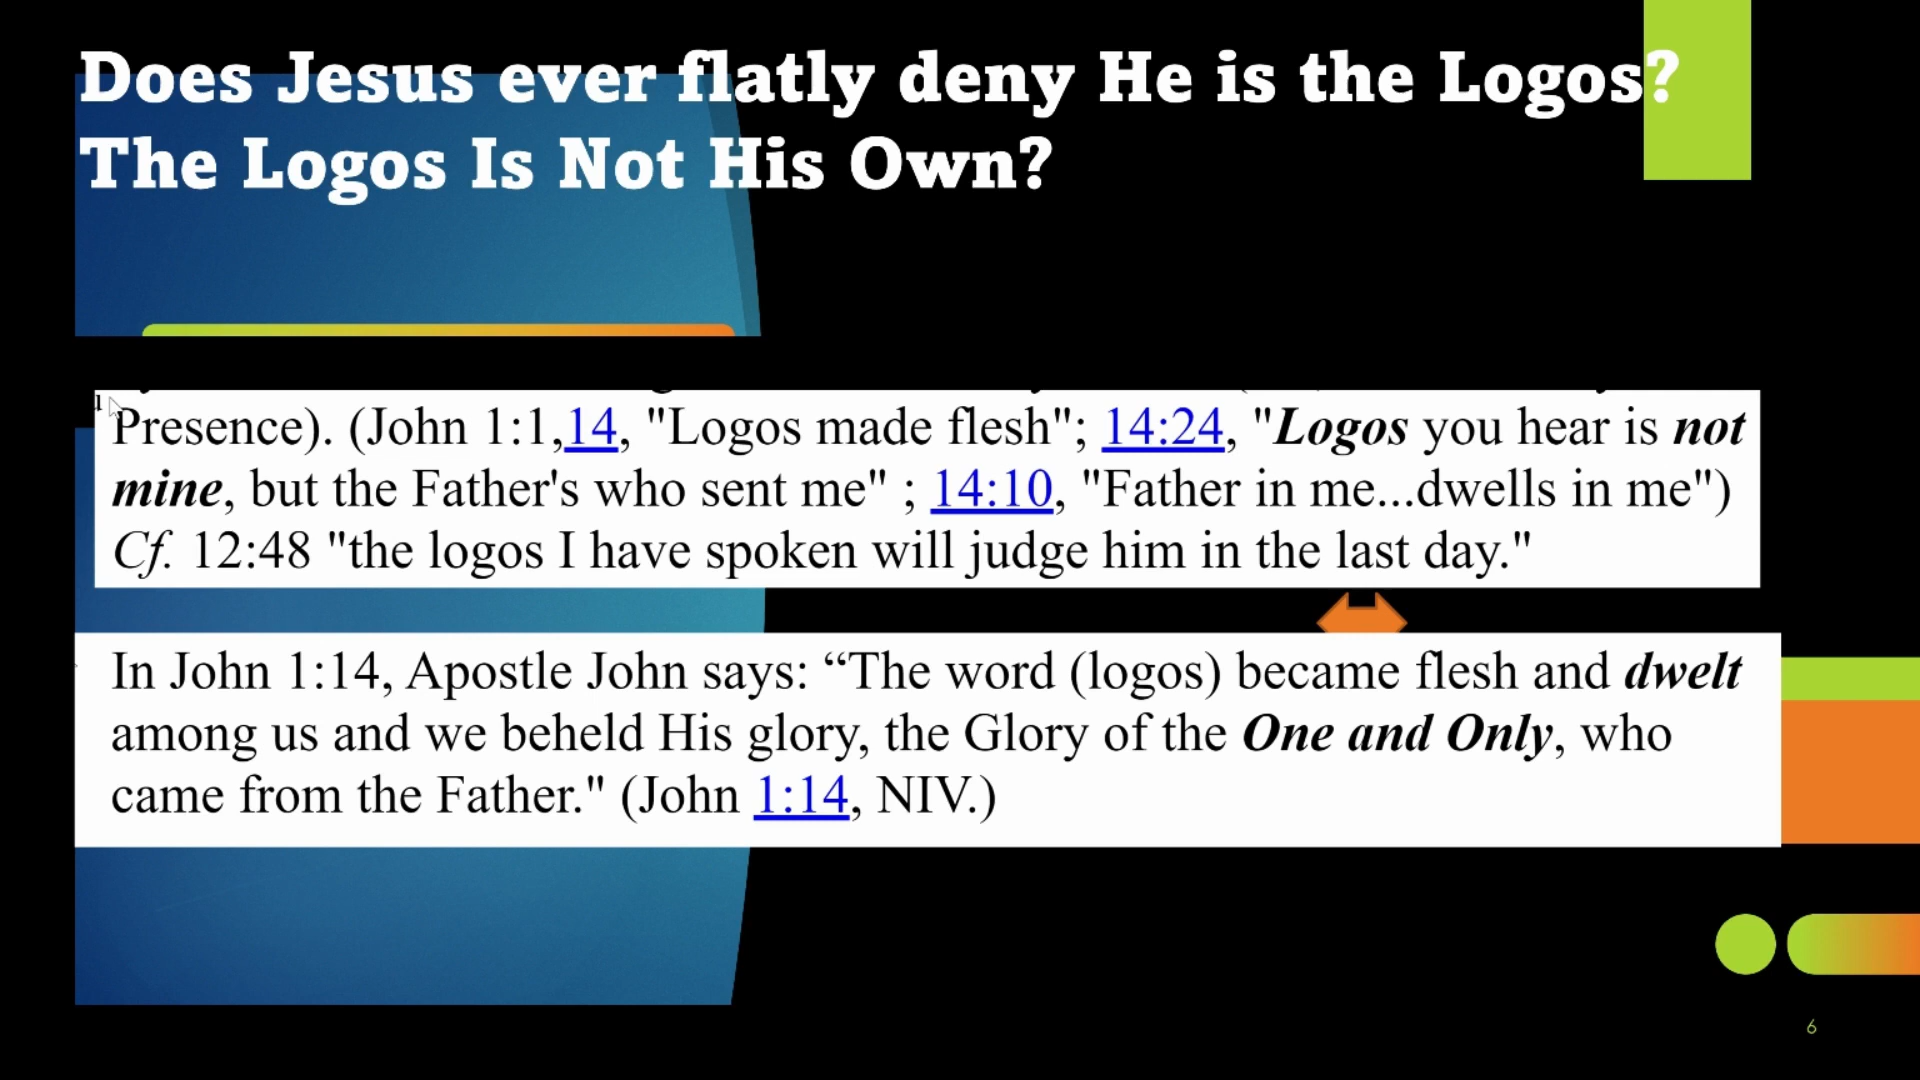 Does Jesus ever flatly deny He is the Logos?
The Logos Is Not His Own?
Presence). (John 1:1,14, "Logos made flesh"; 14:24, "Logos you hear is not
mine, but the Father's who sent me" ; 14:10, "Father in me...dwells in me")
Cf. 12:48 "the logos I have spoken will judge him in the last day."
In John 1:14, Apostle John says: “The word (logos) became flesh and dwelt
among us and we beheld His glory, the Glory of the One and Only, who
came from the Father." (John 1:14, NIV.)
6